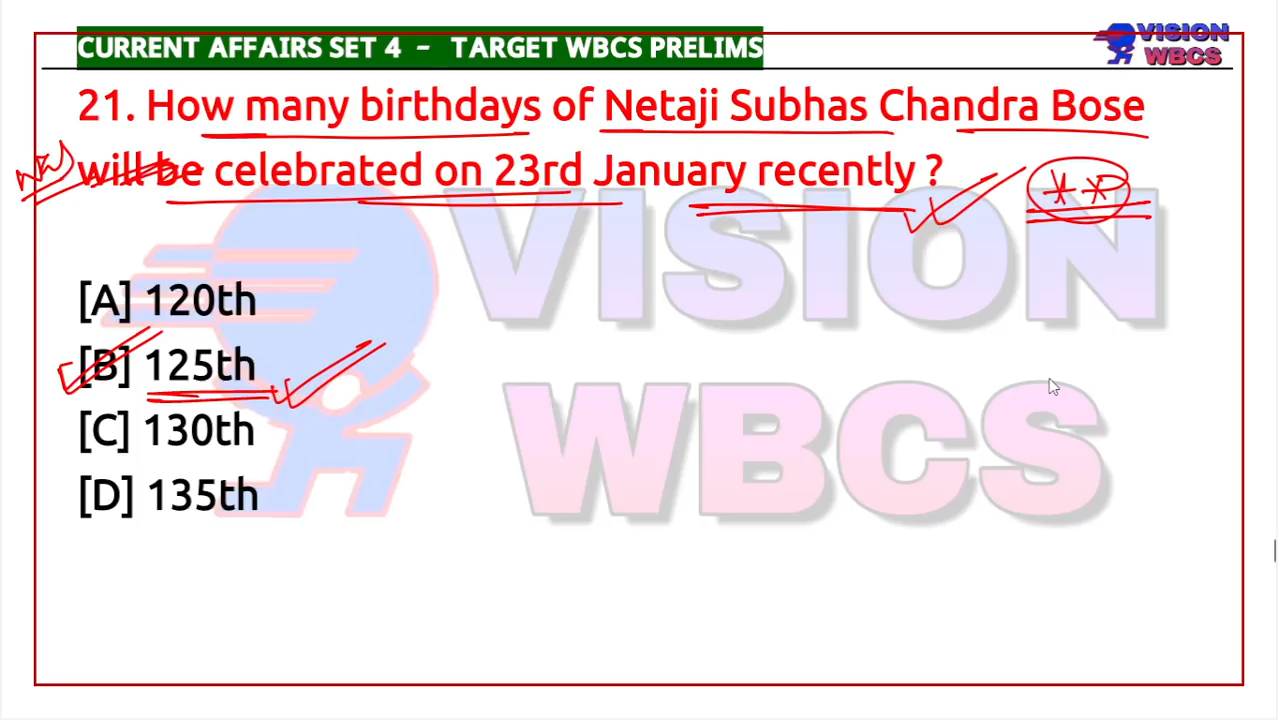 CURRENT AFFAIRS SET 4 - TARGET WBCS PRELIMS
VISION
WBCS
21. How many birthdays of Netaji Subhas Chandra Bose
will be celebrated on 23rd January recently ?
[A] 120th
[B] 125th
[C] 130th
[D] 135th
VISION
WBCS